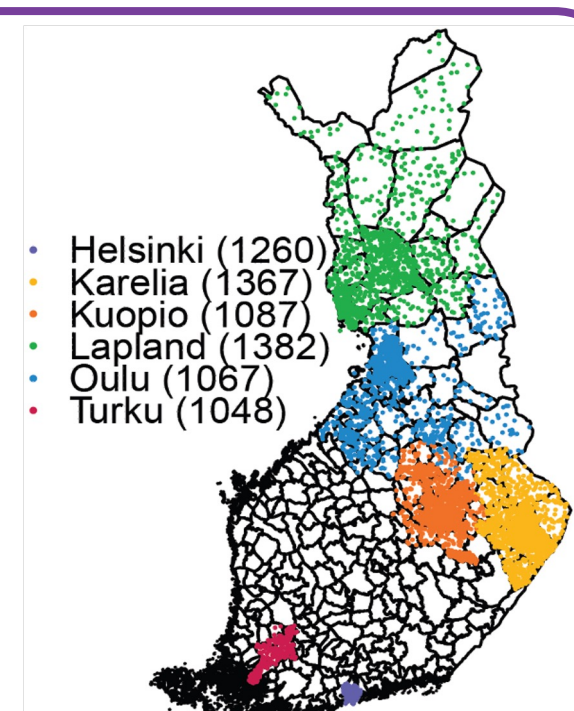 Helsinki (1260)
Karelia (1367)
Kuopio (1087)
Lapland (1382)
Oulu (1067)
Turku (1048)